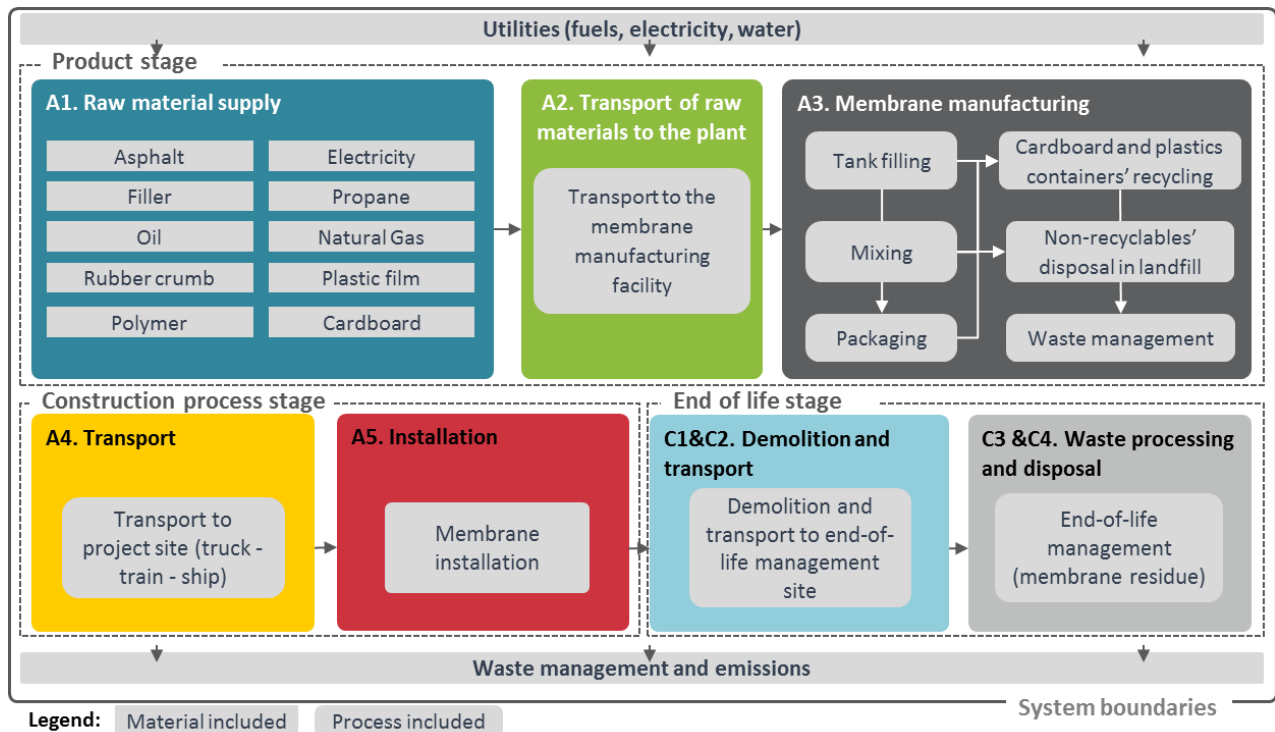 Utilities (fuels, electricity, water)
Product stage
A1. Raw material supply
Asphalt
Electricity
Filler
Propane
Oil
Natural Gas
Rubber crumb
Plastic film
Polymer
Cardboard
A2. Transport of raw
materials to the plant
Transport to the
membrane
manufacturing
facility
A3. Membrane manufacturing
Tank filling
Cardboard and plastics
containers’ recycling
Mixing
Non-recyclables’
disposal in landfill
Packaging
Waste management
Construction process stage
A4. Transport
Transport to
project site (truck -
train - ship)
A5. Installation
Membrane
installation
End of life stage
C1&C2. Demolition and
transport
Demolition and
transport to end-of-
life management
site
C3 &C4. Waste processing
and disposal
End-of-life
management
(membrane residue)
Waste management and emissions
System boundaries
Legend:
Material included
Process included